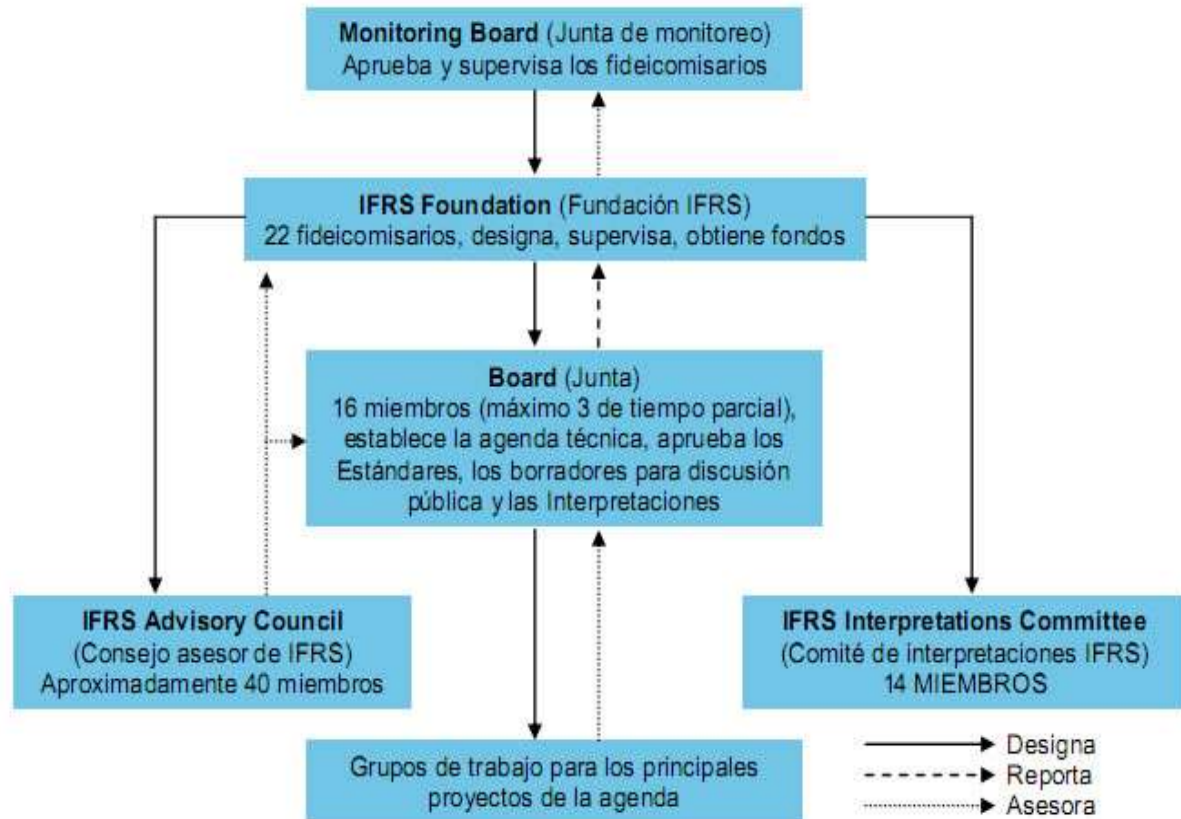 Monitoring Board (Junta de monitoreo)
Aprueba y supervisa los fideicomisarios
IFRS Foundation (Fundación IFRS)
22 fideicomisarios, designa, supervisa, obtiene fondos
Board (Junta)
16 miembros (máximo 3 de tiempo parcial),
establece la agenda técnica, aprueba los
Estándares, los borradores para discusión
pública y las Interpretaciones
IFRS Advisory Council
(Consejo asesor de IFRS)
Aproximadamente 40 miembros
IFRS Interpretations Committee
(Comité de interpretaciones IFRS)
14 MIEMBROS
Grupos de trabajo para los principales
proyectos de la agenda
Designa
Reporta
Asesora